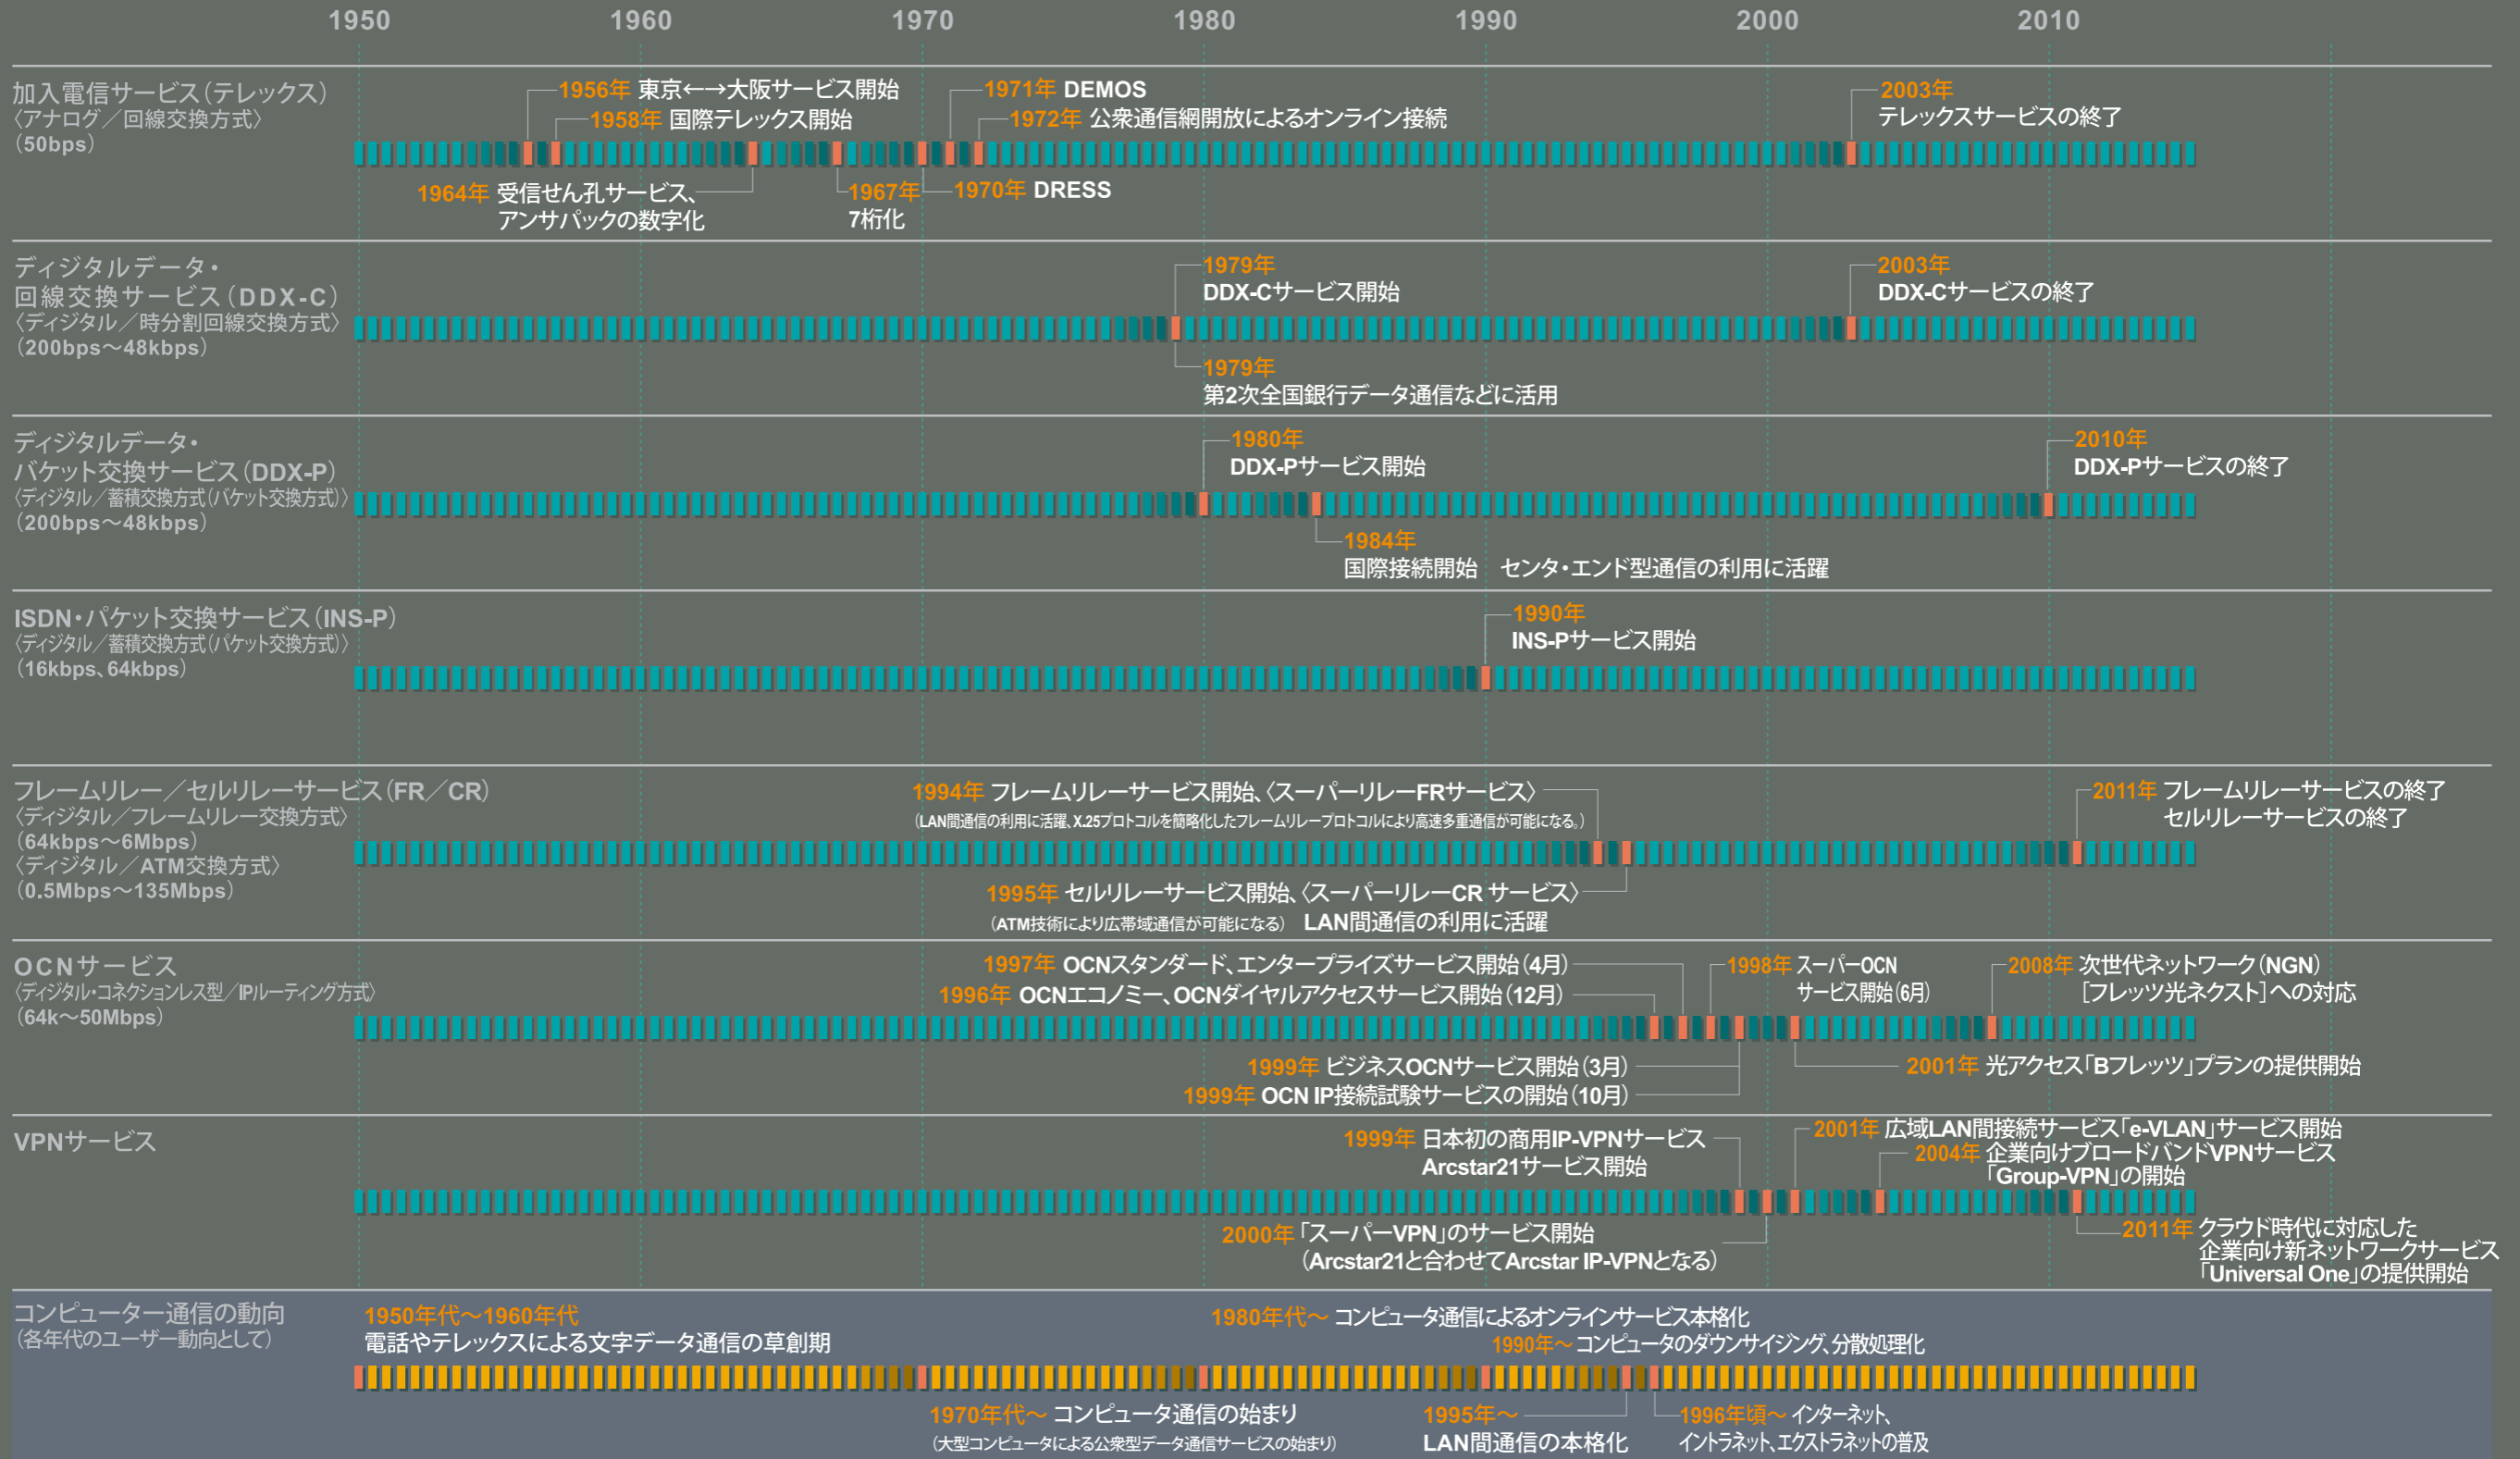 1950 1960 1970 1980 1990 2000 2010
加入電信サービス（テレックス）
〈アナログ／回線交換方式〉
（50bps）
1956年 東京←→大阪サービス開始
1958年 国際テレックス開始
1971年 DEMOS
1972年 公衆通信網開放によるオンライン接続
2003年
テレックスサービスの終了
1964年 受信せん孔サービス、
アンサバックの数字化
1967年
7桁化
1970年 DRESS
ディジタルデータ・
回線交換サービス（DDX-C）
〈ディジタル／時分割回線交換方式〉
（200bps～48kbps）
1979年
DDX-Cサービス開始
2003年
DDX-Cサービスの終了
1979年
第2次全国銀行データ通信などに活用
ディジタルデータ・
パケット交換サービス（DDX-P）
〈ディジタル／蓄積交換方式（パケット交換方式）〉
（200bps～48kbps）
1980年
DDX-Pサービス開始
2010年
DDX-Pサービスの終了
1984年
国際接続開始　センタ・エンド型通信の利用に活躍
ISDN・パケット交換サービス（INS-P）
〈ディジタル／蓄積交換方式（パケット交換方式）〉
（16kbps、64kbps）
1990年
INS-Pサービス開始
フレームリレー／セルリレーサービス（FR／CR）
〈ディジタル／フレームリレー交換方式〉
（64kbps～6Mbps）
〈ディジタル／ATM交換方式〉
（0.5Mbps～135Mbps）
1994年 フレームリレーサービス開始、〈スーパーリレーFRサービス〉
（LAN間通信の利用に活躍、X.25プロトコルを簡略化したフレームリレープロトコルにより高速多重通信が可能になる。）
2011年 フレームリレーサービスの終了
セルリレーサービスの終了
1995年 セルリレーサービス開始、〈スーパーリレーCR サービス〉
（ATM技術により広帯域通信が可能になる）　LAN間通信の利用に活躍
OCNサービス
〈ディジタル・コネクションレス型／IPルーティング方式〉
（64k～50Mbps）
1997年 OCNスタンダード、エンタープライズサービス開始（4月）
1996年 OCNエコノミー、OCNダイヤルアクセスサービス開始（12月）
1998年 スーパーOCN
サービス開始（6月）
2008年 次世代ネットワーク（NGN）
［フレッツ光ネクスト］への対応
1999年 ビジネスOCNサービス開始（3月）
1999年 OCN IP接続試験サービスの開始（10月）
2001年 光アクセス「Bフレッツ」プランの提供開始
VPNサービス
1999年 日本初の商用IP-VPNサービス
Arcstar21サービス開始
2001年 広域LAN間接続サービス「e-VLAN」サービス開始
2004年 企業向けブロードバンドVPNサービス
「Group-VPN」の開始
2000年 「スーパーVPN」のサービス開始
（Arcstar21と合わせてArcstar IP-VPNとなる）
2011年 クラウド時代に対応した
企業向け新ネットワークサービス
「Universal One」の提供開始
コンピューター通信の動向
（各年代のユーザー動向として）
1950年代～1960年代
電話やテレックスによる文字データ通信の草創期
1980年代～ コンピュータ通信によるオンラインサービス本格化
1990年～ コンピュータのダウンサイジング、分散処理化
1970年代～ コンピュータ通信の始まり
（大型コンピュータによる公衆型データ通信サービスの始まり）
1995年～
LAN間通信の本格化
1996年頃～ インターネット、
イントラネット、エクストラネットの普及